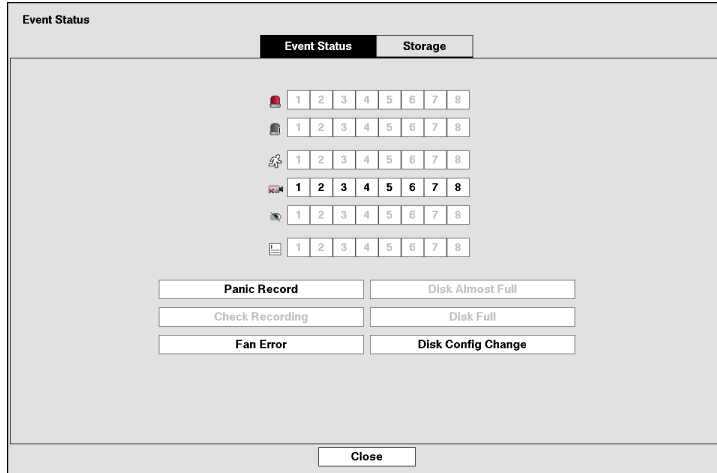 Event Status
Event Status Storage
1 2 3 4 5 6 7 8
1 2 3 4 5 6 7 8
1 2 3 4 5 6 7 8
1 2 3 4 5 6 7 8
1 2 3 4 5 6 7 8
1 2 3 4 5 6 7 8
Panic Record Disk Almost Full
Check Recording Disk Full
Fan Error Disk Config Change
Close